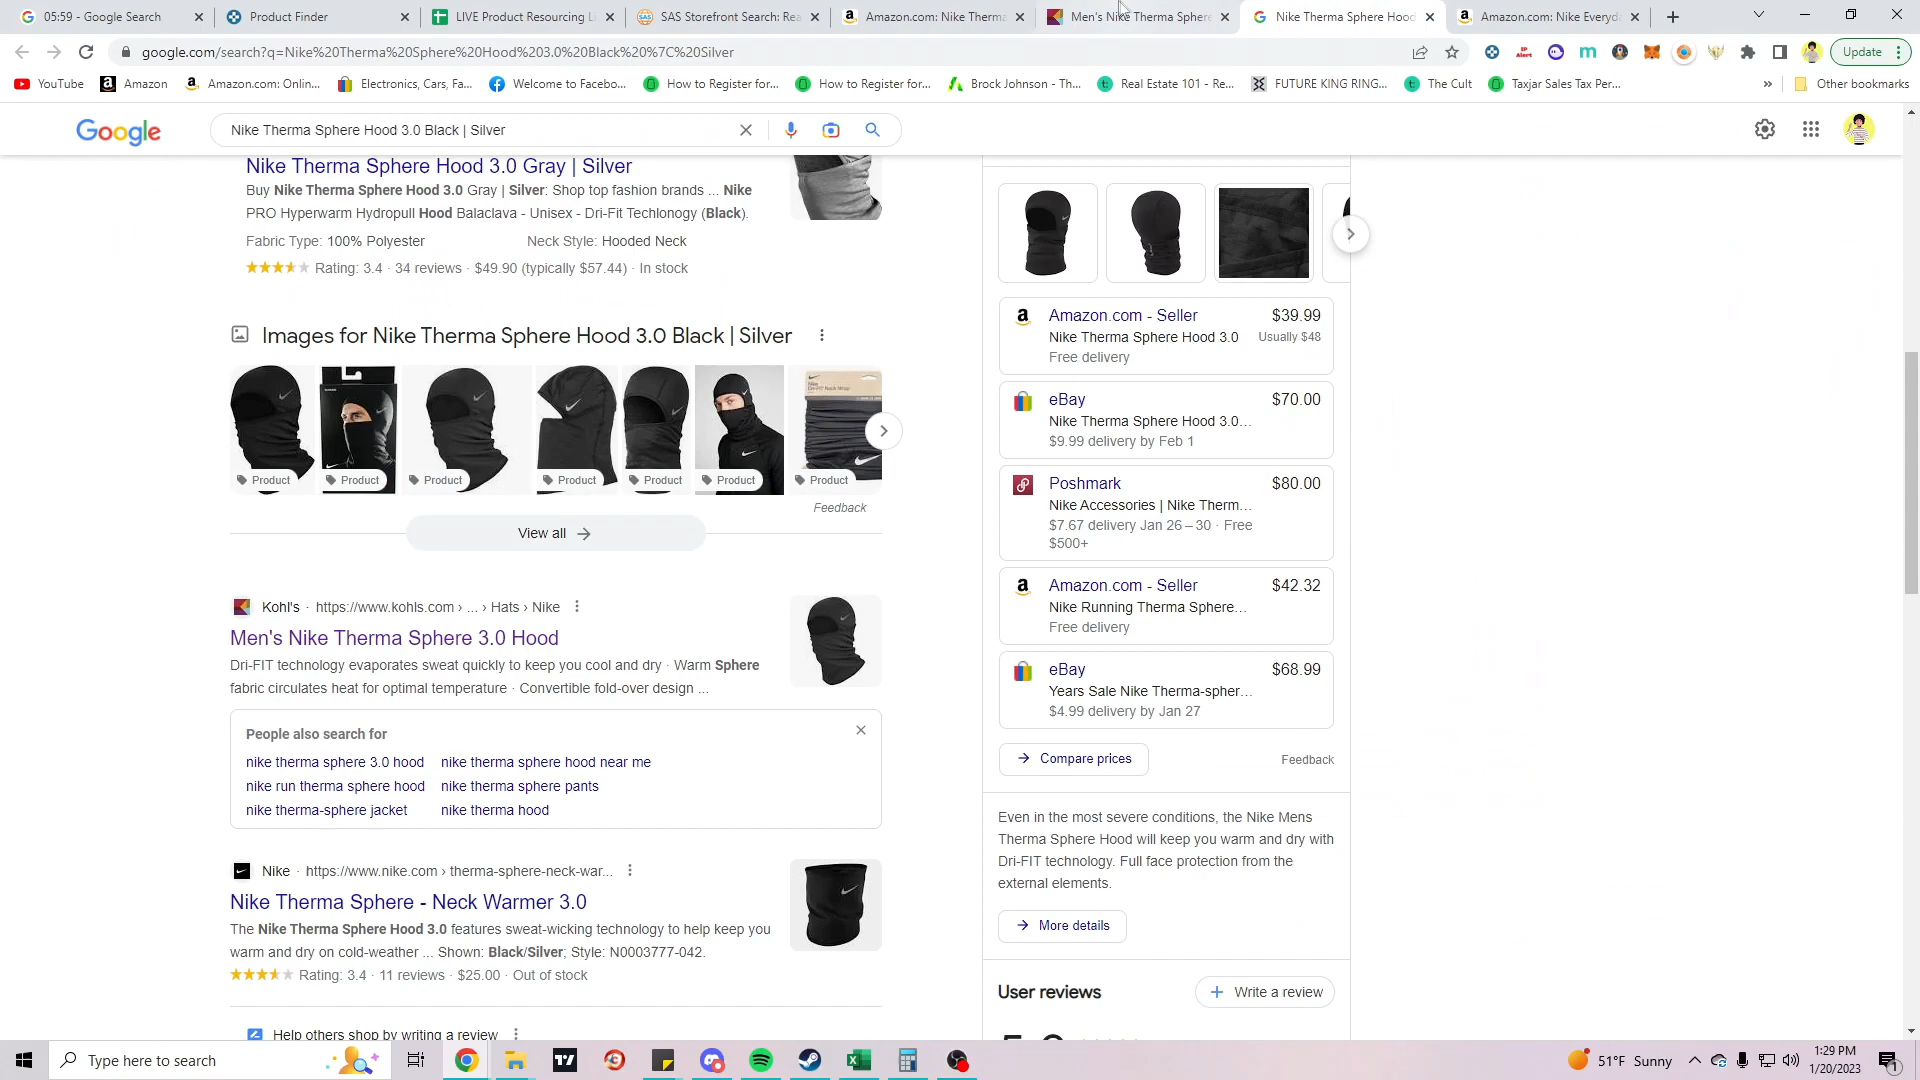 05:59 - Google Search
Product Finder
LIVE Product Resourcing Li
SAS Storefront Search: Rea
Amazon.com: Nike Therma
Men's Nike Therma Sphere
Nike Therma Sphere Hood
Amazon.com: Nike Everyda
google.com/search?q=Nike%20Therma%20Sphere%20Hood%203.0%20Black%20%7C%20Silver
Update
YouTube
Amazon
Amazon.com: Onlin...
Electronics, Cars, Fa...
Welcome to Facebo...
How to Register for...
How to Register for...
Brock Johnson - Th...
Real Estate 101 - Re...
FUTURE KING RING...
The Cult
Taxjar Sales Tax Per...
»
Other bookmarks
Google
Nike Therma Sphere Hood 3.0 Black | Silver
Nike Therma Sphere Hood 3.0 Gray | Silver
Buy Nike Therma Sphere Hood 3.0 Gray | Silver: Shop top fashion brands ... Nike
PRO Hyperwarm Hydropull Hood Balaclava - Unisex - Dri-Fit Techlonogy (Black).
Fabric Type: 100% Polyester
Neck Style: Hooded Neck
Rating: 3.4 · 34 reviews · $49.90 (typically $57.44) · In stock
Images for Nike Therma Sphere Hood 3.0 Black | Silver
Product
Product
Product
Product
Product
Product
Product
Feedback
View all
Kohl's · https://www.kohls.com › ... › Hats › Nike
Men's Nike Therma Sphere 3.0 Hood
Dri-FIT technology evaporates sweat quickly to keep you cool and dry · Warm Sphere
fabric circulates heat for optimal temperature · Convertible fold-over design ...
People also search for
nike therma sphere 3.0 hood
nike therma sphere hood near me
nike run therma sphere hood
nike therma sphere pants
nike therma-sphere jacket
nike therma hood
Nike · https://www.nike.com › therma-sphere-neck-war...
Nike Therma Sphere - Neck Warmer 3.0
The Nike Therma Sphere Hood 3.0 features sweat-wicking technology to help keep you
warm and dry on cold-weather ... Shown: Black/Silver; Style: N0003777-042.
Rating: 3.4 · 11 reviews · $25.00 · Out of stock
Help others shop by writing a review
Amazon.com - Seller
$39.99
Nike Therma Sphere Hood 3.0
Usually $48
Free delivery
eBay
$70.00
Nike Therma Sphere Hood 3.0...
$9.99 delivery by Feb 1
Poshmark
$80.00
Nike Accessories | Nike Therm...
$7.67 delivery Jan 26 – 30 · Free
$500+
Amazon.com - Seller
$42.32
Nike Running Therma Sphere...
Free delivery
eBay
$68.99
Years Sale Nike Therma-spher...
$4.99 delivery by Jan 27
Compare prices
Feedback
Even in the most severe conditions, the Nike Mens
Therma Sphere Hood will keep you warm and dry with
Dri-FIT technology. Full face protection from the
external elements.
More details
User reviews
Write a review
Type here to search
51°F Sunny
1:29 PM
1/20/2023